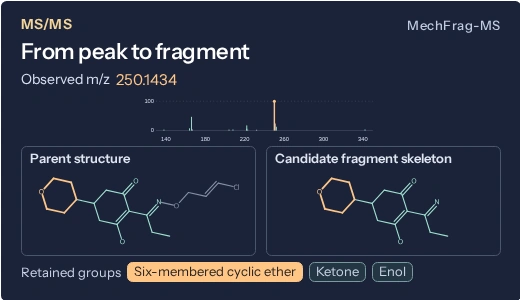 MS/MS
MechFrag-MS
From peak to fragment
Observed m/z 250.1434
100
0
140 180 220 260 300 340
Parent structure
Candidate fragment skeleton
O O N O Cl O
O O N O
Retained groups Six-membered cyclic ether Ketone Enol